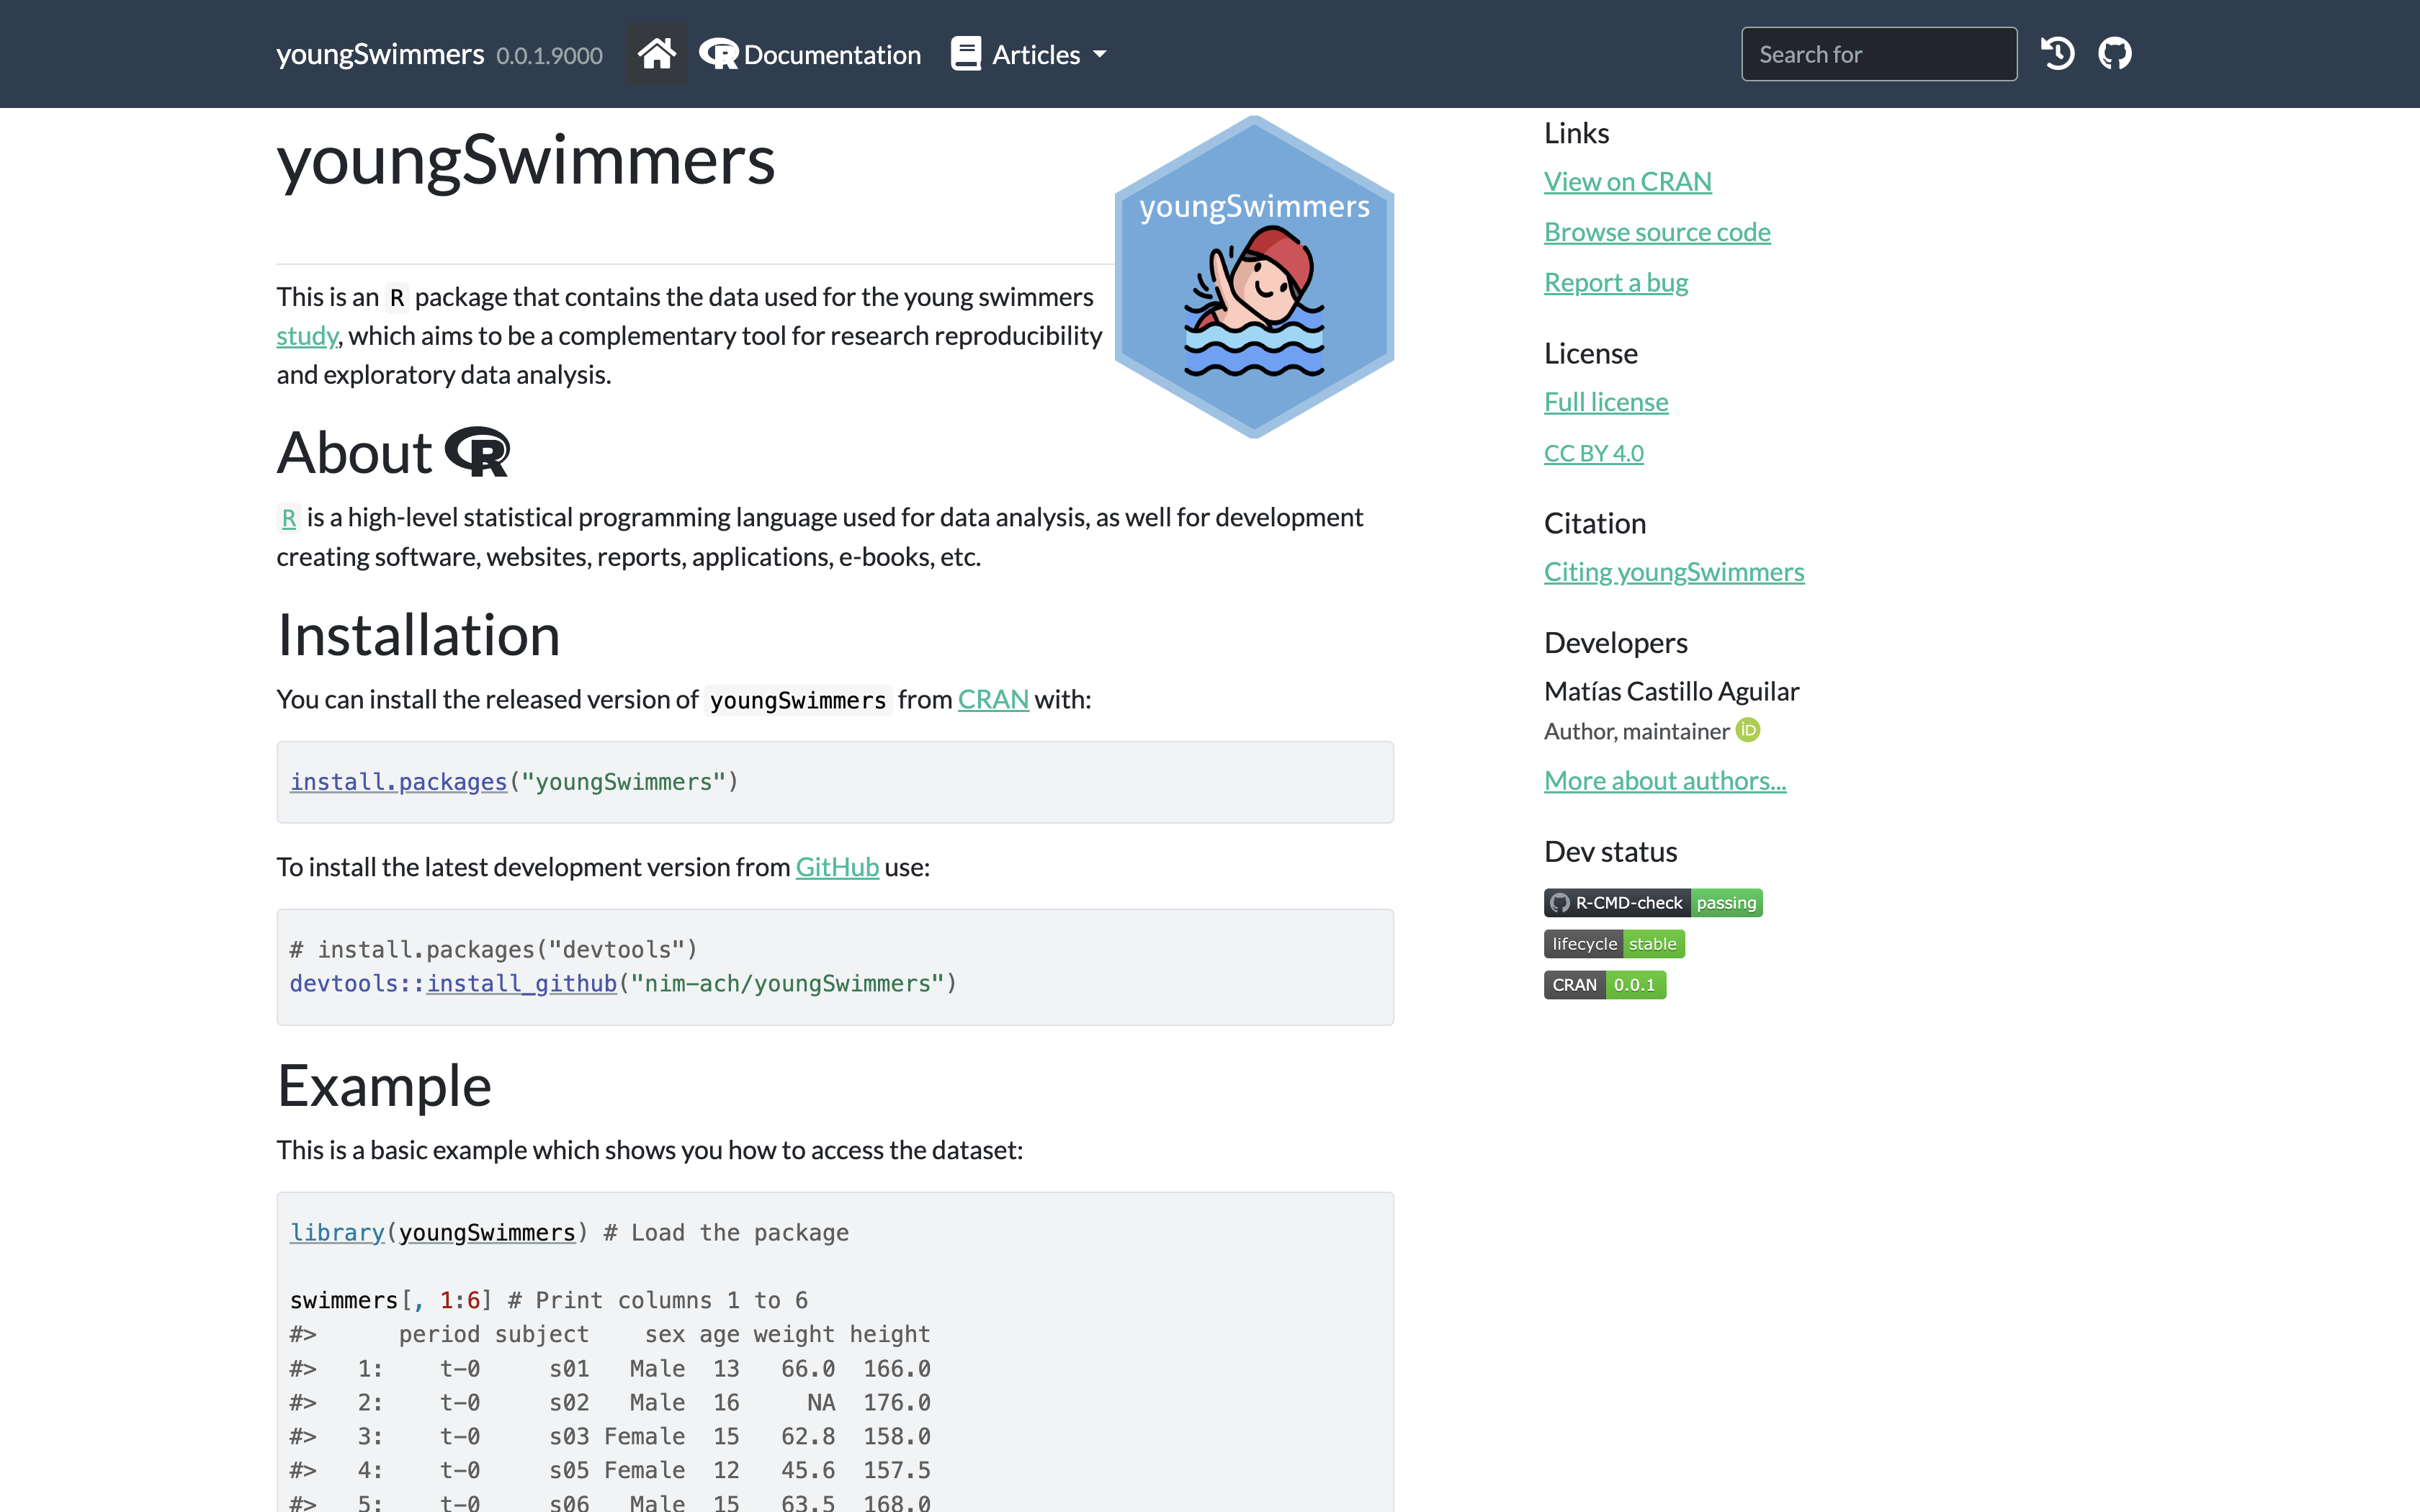 youngSwimmers 0.0.1.9000 Documentation Articles Search for
youngSwimmers
youngSwimmers
This is an R package that contains the data used for the young swimmers
study, which aims to be a complementary tool for research reproducibility
and exploratory data analysis.
About R
R is a high-level statistical programming language used for data analysis, as well for development
creating software, websites, reports, applications, e-books, etc.
Installation
You can install the released version of youngSwimmers from CRAN with:
install.packages("youngSwimmers")
To install the latest development version from GitHub use:
# install.packages("devtools")
devtools::install_github("nim-ach/youngSwimmers")
Example
This is a basic example which shows you how to access the dataset:
library(youngSwimmers) # Load the package
swimmers[, 1:6] # Print columns 1 to 6
#>      period subject    sex age weight height
#>   1:    t-0     s01   Male  13   66.0  166.0
#>   2:    t-0     s02   Male  16     NA  176.0
#>   3:    t-0     s03 Female  15   62.8  158.0
#>   4:    t-0     s05 Female  12   45.6  157.5
#>   5:    t-0     s06   Male  15   63.5  168.0
Links
View on CRAN
Browse source code
Report a bug
License
Full license
CC BY 4.0
Citation
Citing youngSwimmers
Developers
Matías Castillo Aguilar
Author, maintainer iD
More about authors...
Dev status
R-CMD-check passing
lifecycle stable
CRAN 0.0.1